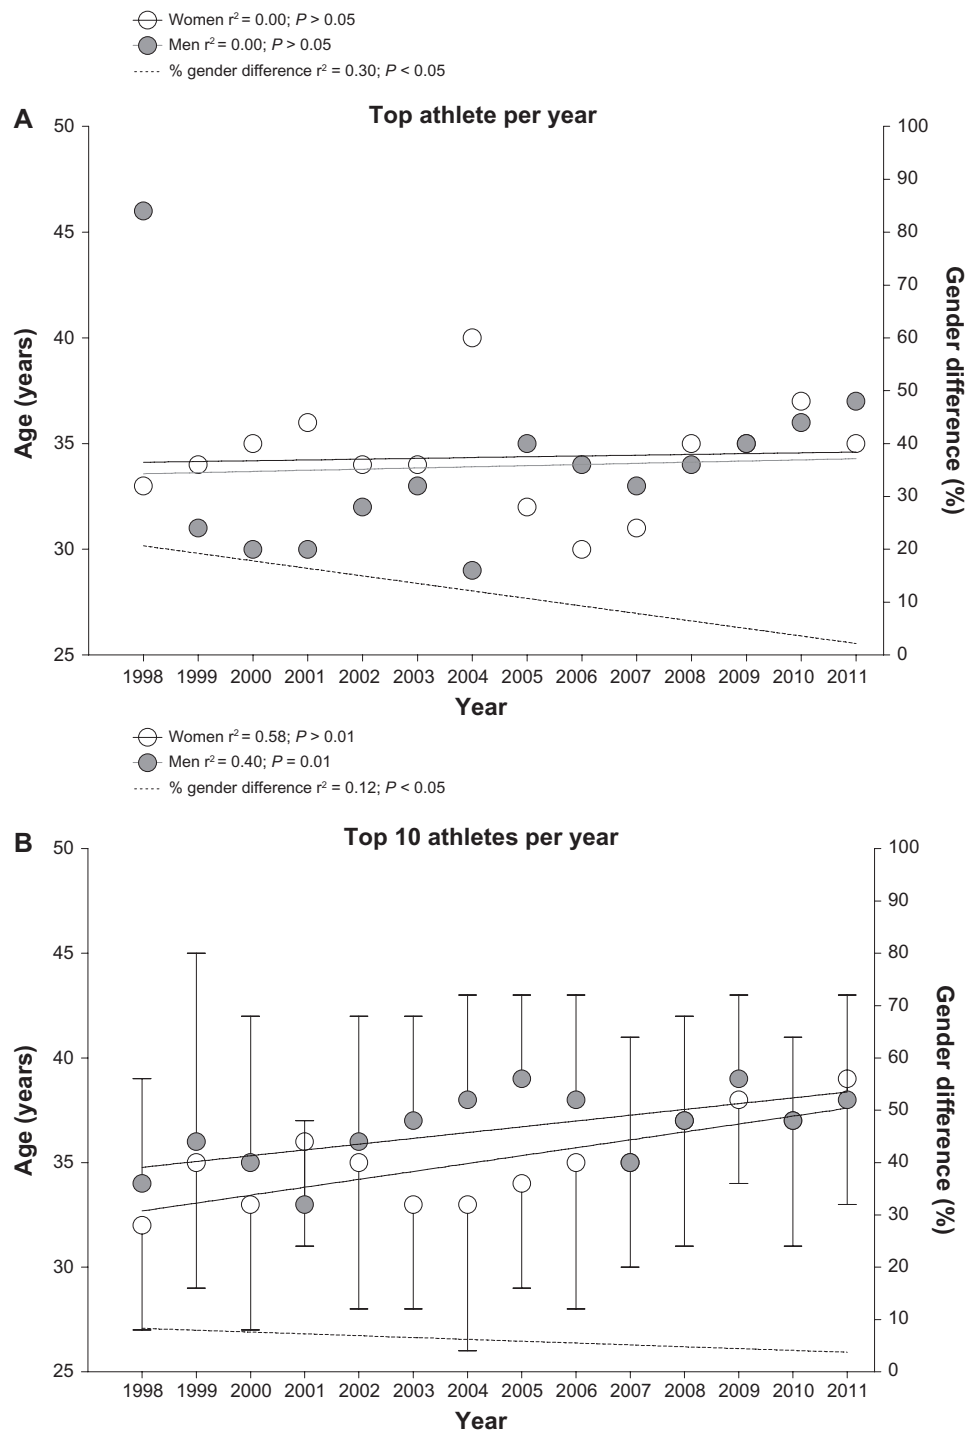 Women r² = 0.00; P > 0.05
Men r² = 0.00; P > 0.05
% gender difference r² = 0.30; P < 0.05
A
Top athlete per year
50
45
40
35
30
25
Age (years)
100
90
80
70
60
50
40
30
20
10
0
Gender difference (%)
1998 1999 2000 2001 2002 2003 2004 2005 2006 2007 2008 2009 2010 2011
Year
Women r² = 0.58; P > 0.01
Men r² = 0.40; P = 0.01
% gender difference r² = 0.12; P < 0.05
B
Top 10 athletes per year
50
45
40
35
30
25
Age (years)
100
90
80
70
60
50
40
30
20
10
0
Gender difference (%)
1998 1999 2000 2001 2002 2003 2004 2005 2006 2007 2008 2009 2010 2011
Year